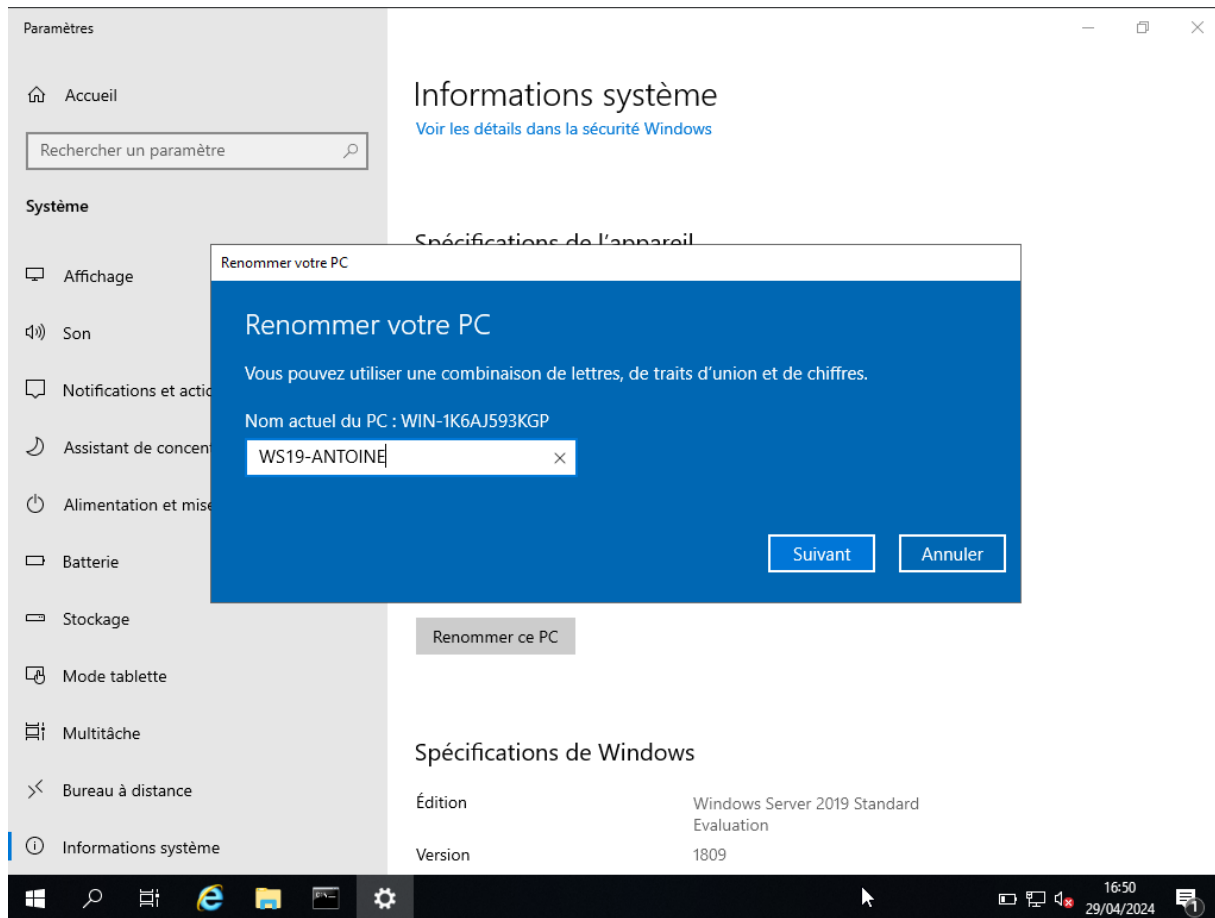 Paramètres
Accueil
Rechercher un paramètre
Système
Affichage
Son
Notifications et actio
Assistant de concen
Alimentation et mise
Batterie
Stockage
Mode tablette
Multitâche
Bureau à distance
Informations système
Informations système
Voir les détails dans la sécurité Windows
Spécifications de l'appareil
Renommer votre PC
Renommer votre PC
Vous pouvez utiliser une combinaison de lettres, de traits d'union et de chiffres.
Nom actuel du PC : WIN-1K6AJ593KGP
WS19-ANTOINE
Suivant
Annuler
Renommer ce PC
Spécifications de Windows
Édition
Windows Server 2019 Standard
Evaluation
Version
1809
16:50
29/04/2024
1